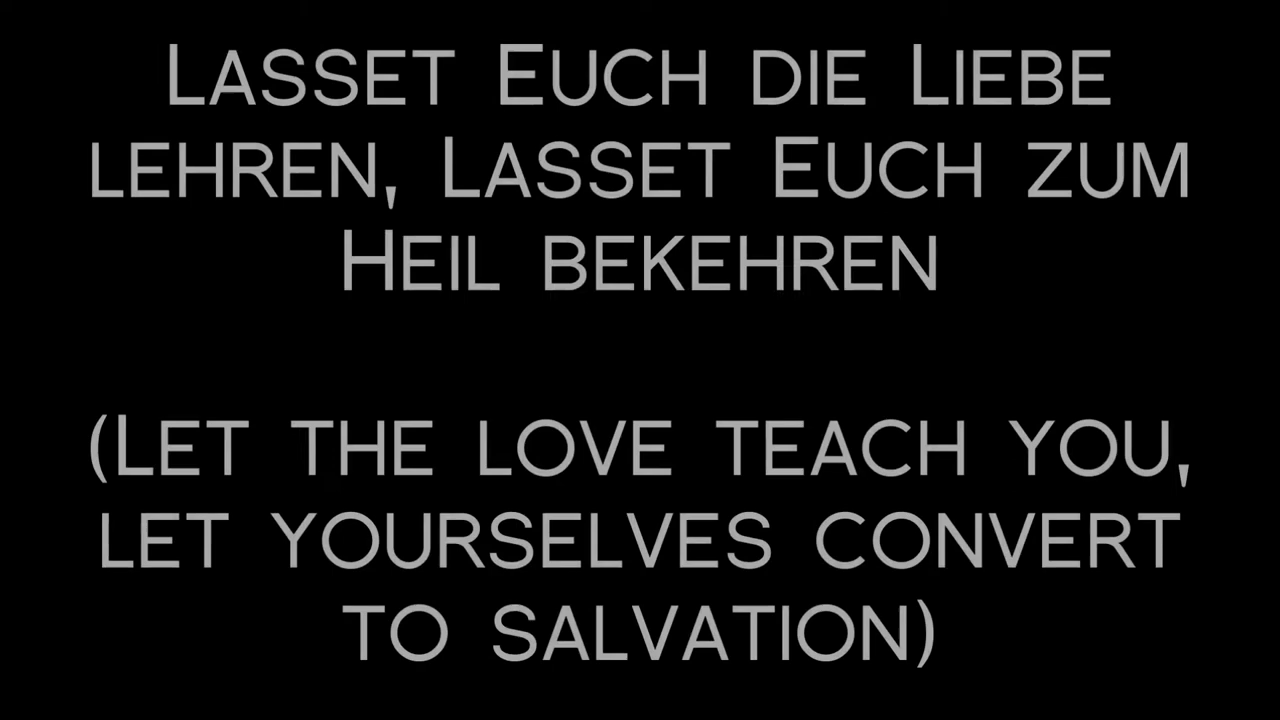 Lasset Euch die Liebe
lehren, Lasset Euch zum
Heil bekehren
(Let the love teach you,
let yourselves convert
to salvation)